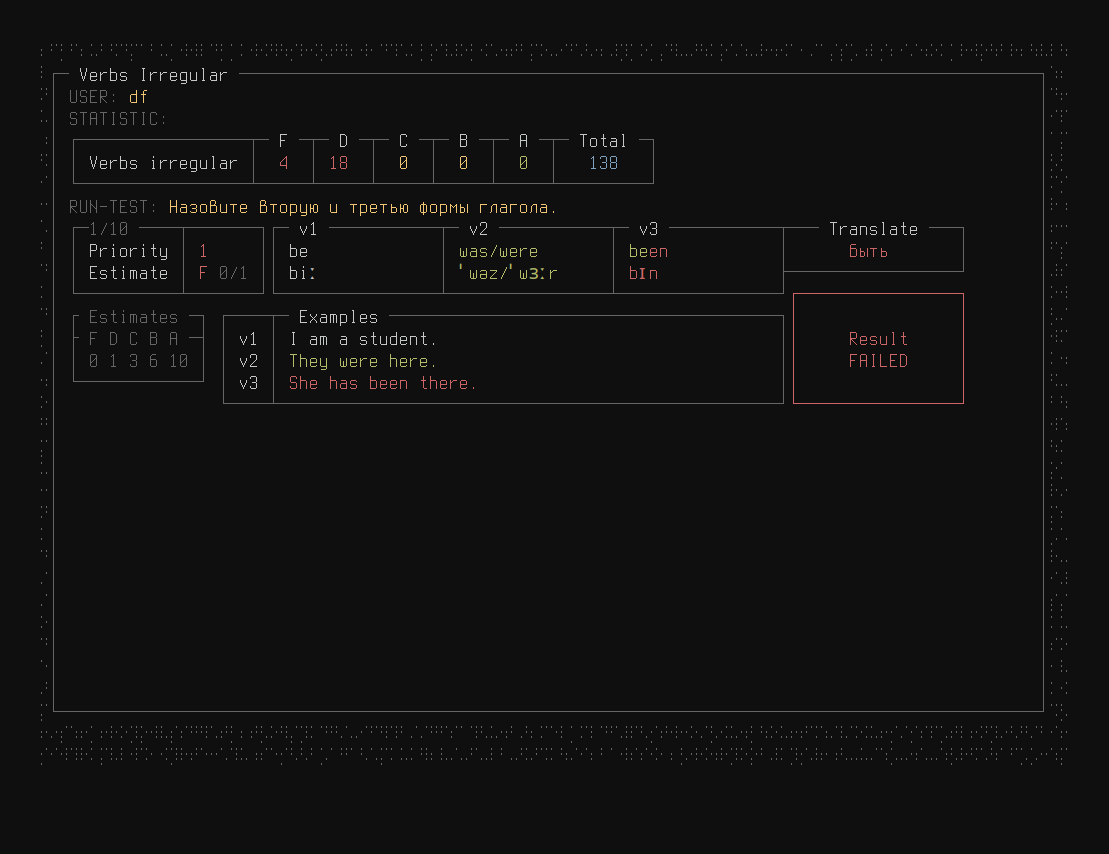 Verbs Irregular
USER: df
STATISTIC:
F D C B A Total
Verbs irregular 4 18 0 0 0 138
RUN-TEST: Назовите вторую и третью формы глагола.
1/10 v1 v2 v3 Translate
Priority 1 be was/were been быть
Estimate F 0/1 biː ˈwəz/ˈwɜːr bɪn
Estimates Examples
F D C B A v1 I am a student. Result
0 1 3 6 10 v2 They were here. FAILED
v3 She has been there.